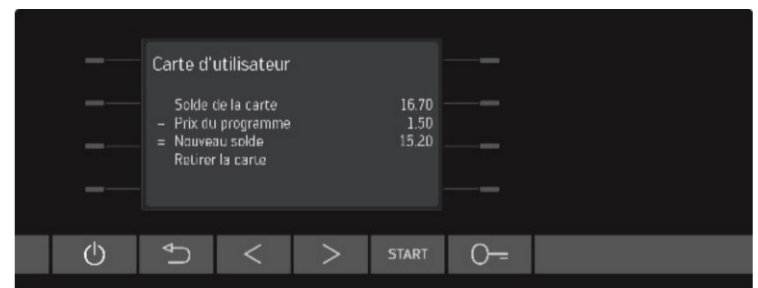 Carte d'utilisateur
Solde de la carte 16.70
– Prix du programme 1.50
= Nouveau solde 15.20
Retirer la carte
START